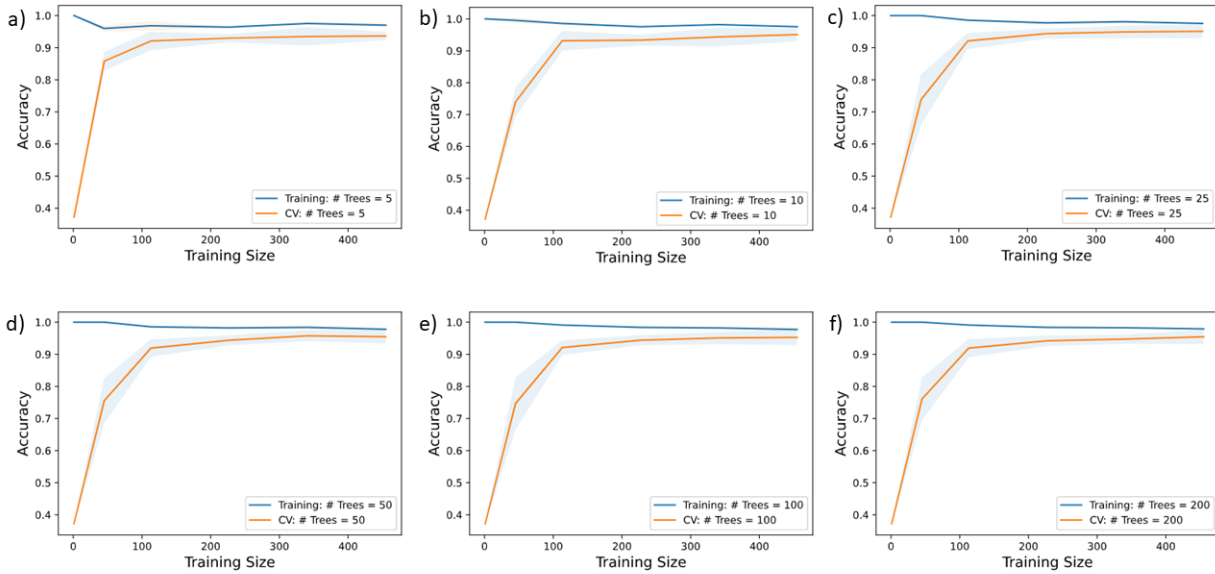 a)
1.0
0.9
0.8
0.7
0.6
0.5
0.4
Accuracy
0 100 200 300 400
Training Size
Training: # Trees = 5
CV: # Trees = 5
b)
1.0
0.9
0.8
0.7
0.6
0.5
0.4
Accuracy
0 100 200 300 400
Training Size
Training: # Trees = 10
CV: # Trees = 10
c)
1.0
0.9
0.8
0.7
0.6
0.5
0.4
Accuracy
0 100 200 300 400
Training Size
Training: # Trees = 25
CV: # Trees = 25
d)
1.0
0.9
0.8
0.7
0.6
0.5
0.4
Accuracy
0 100 200 300 400
Training Size
Training: # Trees = 50
CV: # Trees = 50
e)
1.0
0.9
0.8
0.7
0.6
0.5
0.4
Accuracy
0 100 200 300 400
Training Size
Training: # Trees = 100
CV: # Trees = 100
f)
1.0
0.9
0.8
0.7
0.6
0.5
0.4
Accuracy
0 100 200 300 400
Training Size
Training: # Trees = 200
CV: # Trees = 200